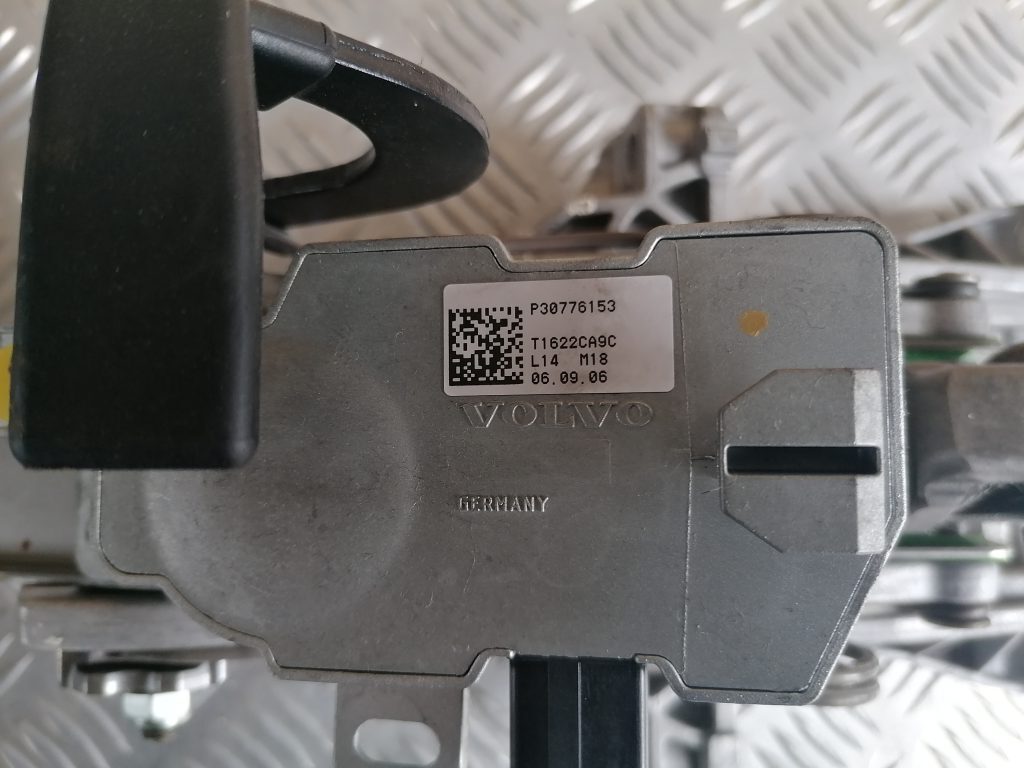 P30776153
T1622CA9C
L14 M18
06.09.06
VOLVO
GERMANY